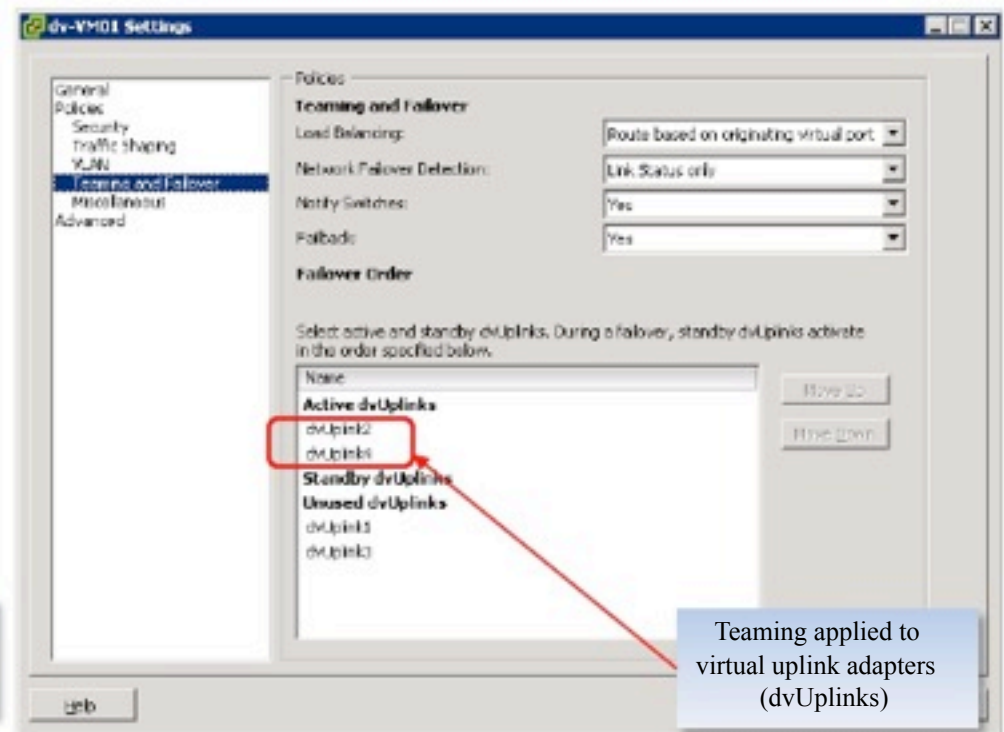 dv-VM01 Settings
General
Policies
Security
Traffic Shaping
VLAN
Teaming and Failover
Miscellaneous
Advanced
Policies
Teaming and Failover
Load Balancing:
Route based on originating virtual port
Network Failover Detection:
Link Status only
Notify Switches:
Yes
Failback:
Yes
Failover Order
Select active and standby dvUplinks. During a failover, standby dvUplinks activate
in the order specified below.
Name
Move Up
Active dvUplinks
dvUplink2
Move Down
dvUplink4
Standby dvUplinks
Unused dvUplinks
dvUplink1
dvUplink3
Teaming applied to
virtual uplink adapters
(dvUplinks)
Help